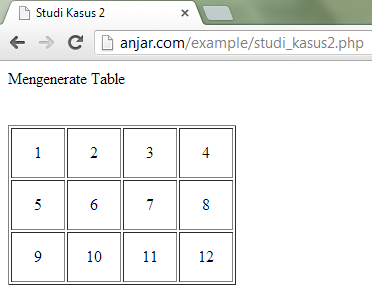 Studi Kasus 2
anjar.com/example/studi_kasus2.php
Mengenerate Table
1 2 3 4
5 6 7 8
9 10 11 12